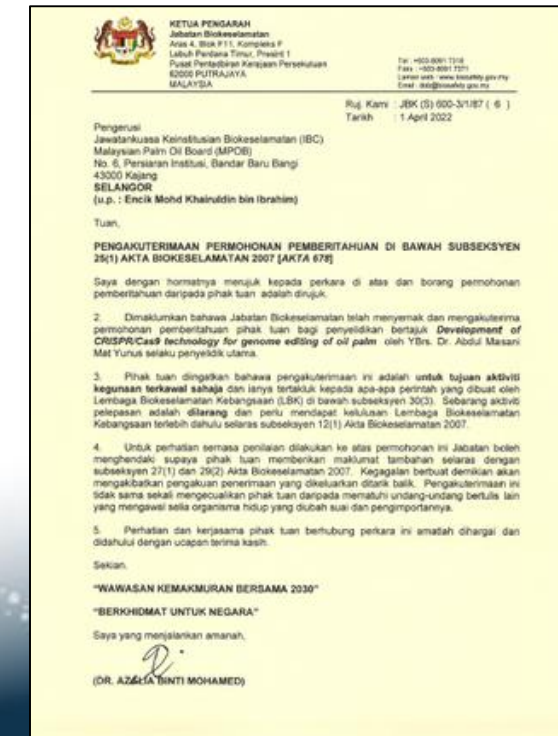 KETUA PENGARAH
Jabatan Biokeselamatan
Aras 4, Blok F11, Kompleks F
Lebuh Perdana Timur, Presint 1
Pusat Pentadbiran Kerajaan Persekutuan
62000 PUTRAJAYA
MALAYSIA
Tel : +603-8091 7318
Faks : +603-8091 7371
Laman web : www.biosafety.gov.my
Ruj. Kami : JBK (S) 600-3/1/87 ( 6 )
Tarikh : 1 April 2022
Pengerusi
Jawatankuasa Keinstitusian Biokeselamatan (IBC)
Malaysian Palm Oil Board (MPOB)
No. 6, Persiaran Institusi, Bandar Baru Bangi
43000 Kajang
SELANGOR
(u.p. : Encik Mohd Khairuldin bin Ibrahim)
Tuan,
PENGAKUTERIMAAN PERMOHONAN PEMBERITAHUAN DI BAWAH SUBSEKSYEN
25(1) AKTA BIOKESELAMATAN 2007 [AKTA 678]
Saya dengan hormatnya merujuk kepada perkara di atas dan borang permohonan
pemberitahuan daripada pihak tuan adalah dirujuk.
2. Dimaklumkan bahawa Jabatan Biokeselamatan telah menyemak dan mengakuterima
permohonan pemberitahuan pihak tuan bagi penyelidikan bertajuk Development of
CRISPR/Cas9 technology for genome editing of oil palm oleh YBrs. Dr. Abdul Masani
Mat Yunus selaku penyelidik utama.
3. Pihak tuan diingatkan bahawa pengakuterimaan ini adalah untuk tujuan aktiviti
kegunaan terkawal sahaja dan ianya tertakluk kepada apa-apa perintah yang dibuat oleh
Lembaga Biokeselamatan Kebangsaan (LBK) di bawah subseksyen 30(3). Sebarang aktiviti
pelepasan adalah dilarang dan perlu mendapat kelulusan Lembaga Biokeselamatan
Kebangsaan terlebih dahulu selaras subseksyen 12(1) Akta Biokeselamatan 2007.
4. Untuk perhatian semasa penilaian dilakukan ke atas permohonan ini Jabatan boleh
menghendaki supaya pihak tuan memberikan maklumat tambahan selaras dengan
subseksyen 27(1) dan 29(2) Akta Biokeselamatan 2007. Kegagalan berbuat demikian akan
mengakibatkan pengakuan penerimaan yang dikeluarkan ditarik balik. Pengakuterimaan ini
tidak sama sekali mengecualikan pihak tuan daripada mematuhi undang-undang bertulis lain
yang mengawal selia organisma hidup yang diubah suai dan pengimportannya.
5. Perhatian dan kerjasama pihak tuan berhubung perkara ini amatlah dihargai dan
didahului dengan ucapan terima kasih.
Sekian.
"WAWASAN KEMAKMURAN BERSAMA 2030"
"BERKHIDMAT UNTUK NEGARA"
Saya yang menjalankan amanah,
(DR. AZALIA BINTI MOHAMED)